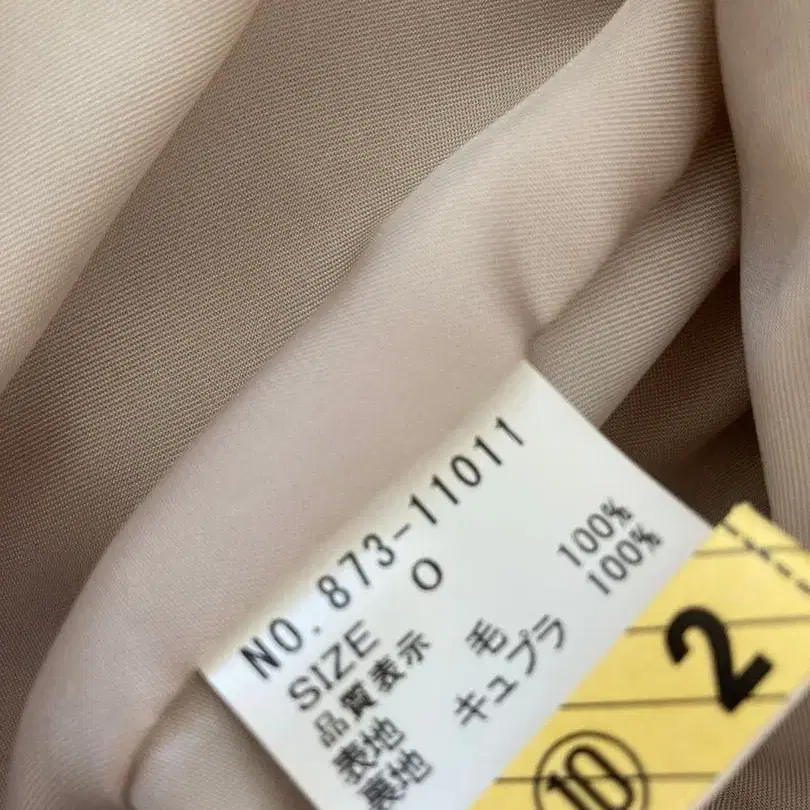 NO. 873-11011
SIZE O
品質表示
表地 毛 100%
裏地 キュプラ 100%
2
⑩